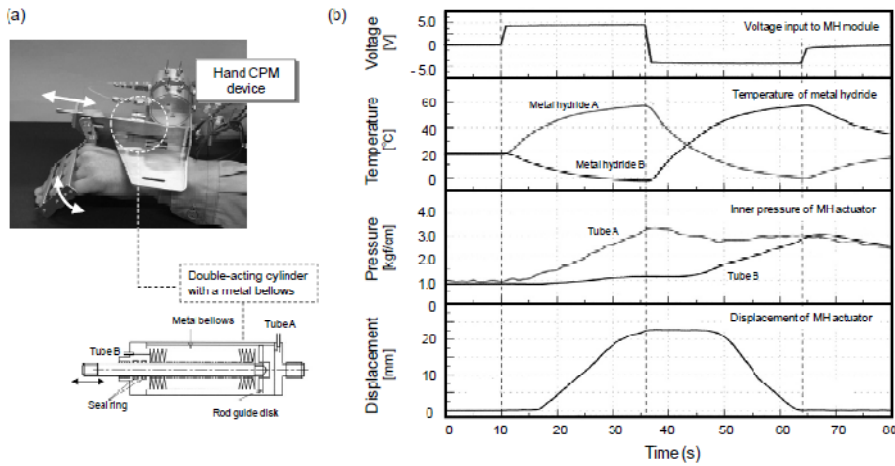 (a)
Hand CPM
device
Double-acting cylinder
with a metal bellows
Meta bellows
Tube A
Tube B
Seal ring
Rod guide disk
(b)
Voltage
[V]
5.0
0
-5.0
Voltage input to MH module
Temperature
[°C]
60
40
20
0
Metal hydride A
Temperature of metal hydride
Metal hydride B
Pressure
[kgf/cm]
4.0
3.0
2.0
1.0
0
Tube A
Inner pressure of MH actuator
Tube B
Displacement
[mm]
20
10
0
Displacement of MH actuator
0 10 20 30 40 50 60 70 80
Time (s)